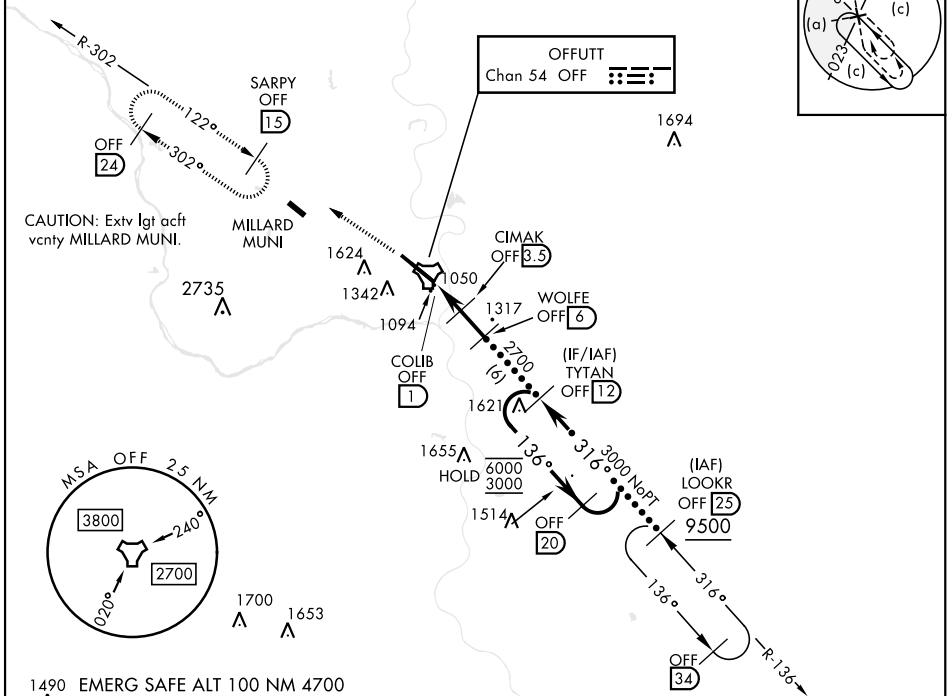 R-302
SARPY
OFF
15
122°
302°
OFF
24
CAUTION: Extv lgt acft
vcnty MILLARD MUNI.
MILLARD
MUNI
OFFUTT
Chan 54 OFF
1694
(a)
(c)
023
(c)
1624
1342
1050
1094
2735
CIMAK
OFF 3.5
1317
WOLFE
OFF 6
COLIB
OFF
1
2700
(6)
(IF/IAF)
TYTAN
OFF 12
1621
1655
HOLD 6000
3000
136°
316°
3000 NoPT
(IAF)
LOOKR
OFF 25
9500
1514
OFF
20
136°
316°
OFF
34
R-136
MSA OFF 25 NM
3800
240°
2700
020°
1700
1653
1490
EMERG SAFE ALT 100 NM 4700